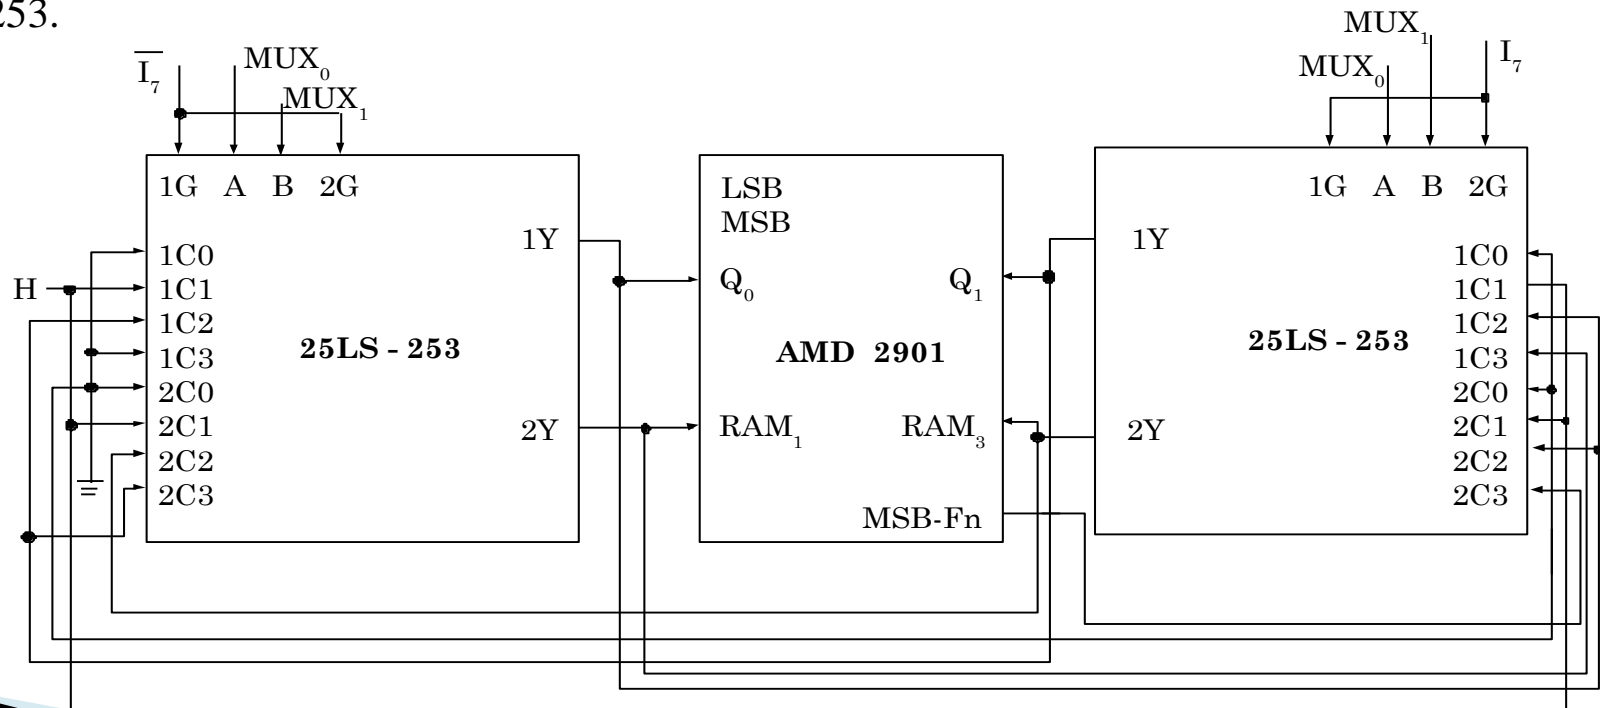 253.
I₇ MUX₀
MUX₁
1G A B 2G
H
1C0
1C1
1C2
1C3
2C0
2C1
2C2
2C3
25LS - 253
1Y
2Y
LSB
MSB
Q₀ Q₁
AMD 2901
RAM₁ RAM₃
MSB-Fn
MUX₁
MUX₀ I₇
1G A B 2G
1Y
2Y
25LS - 253
1C0
1C1
1C2
1C3
2C0
2C1
2C2
2C3